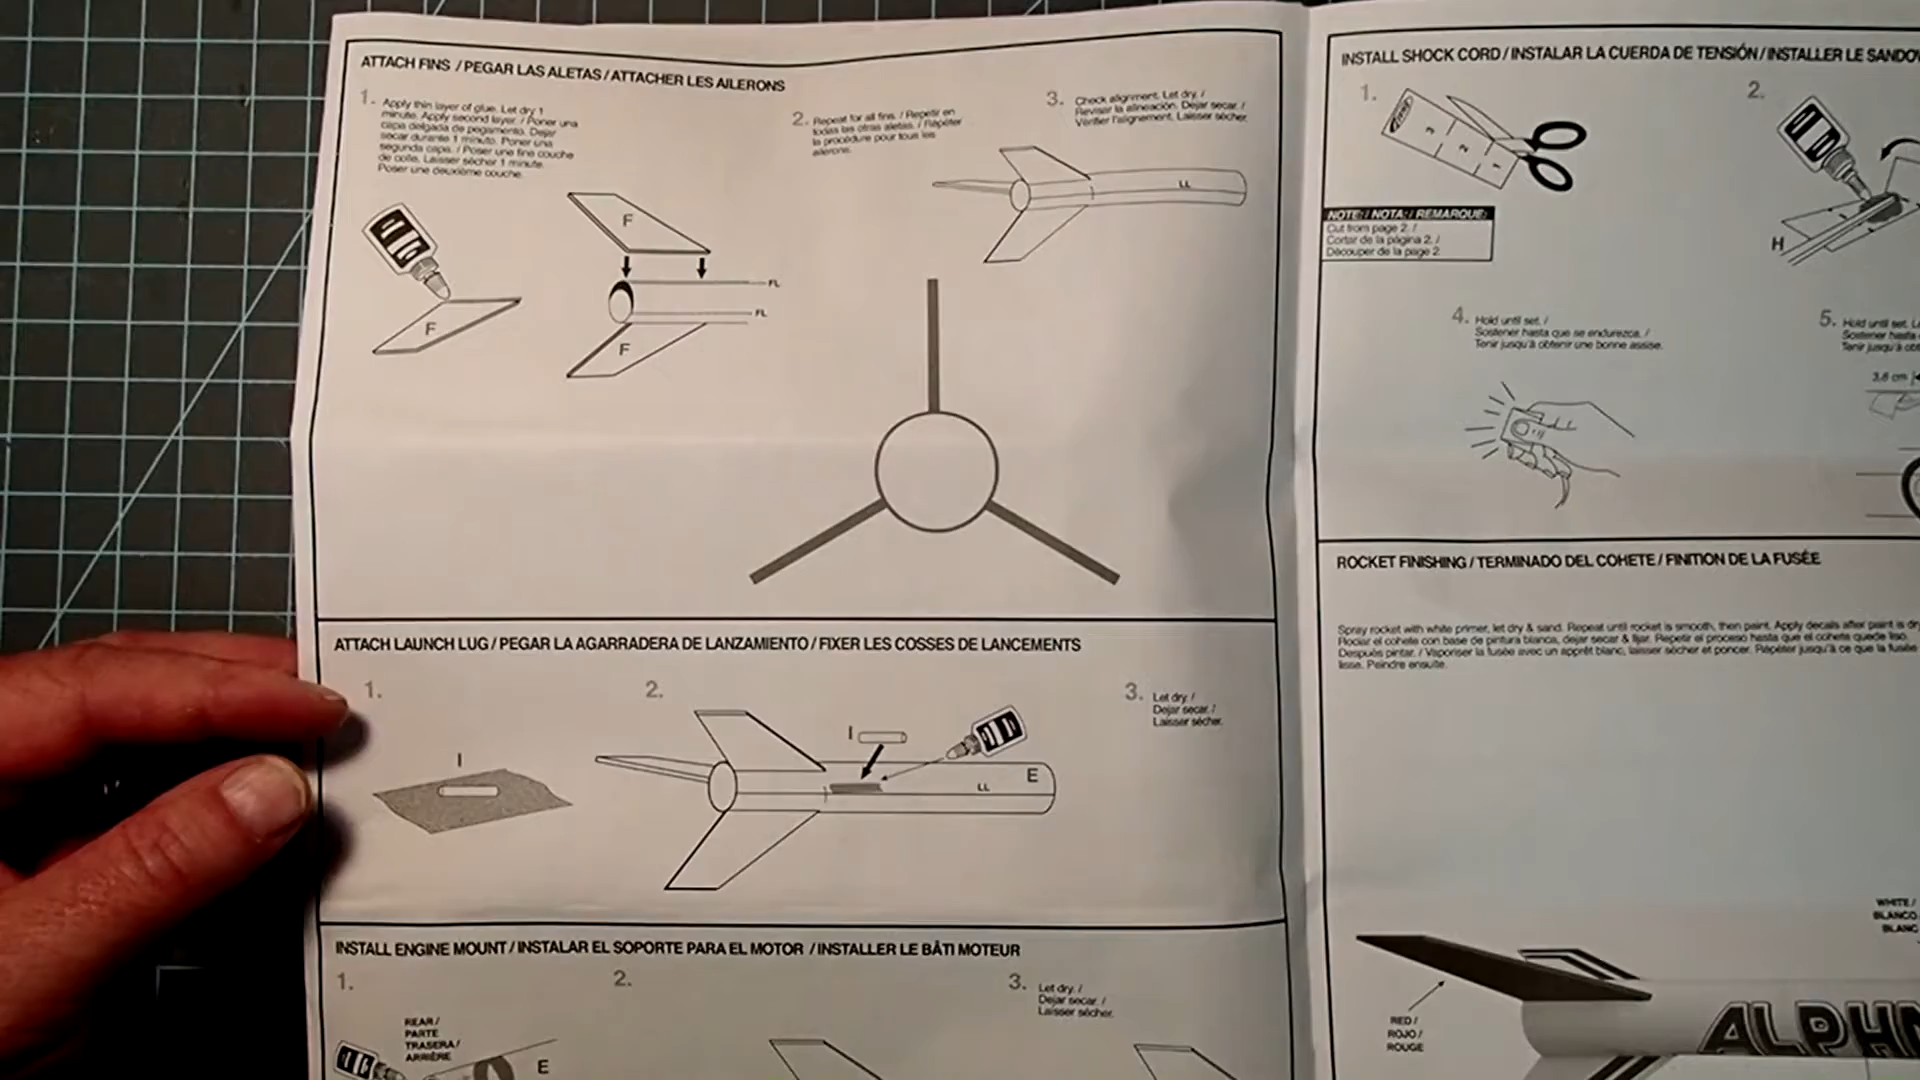 ATTACH FINS / PEGAR LAS ALETAS / ATTACHER LES AILERONS
1. Apply thin layer of glue. Let dry 1
minute. Apply second layer. / Poner una
capa delgada de pegamento. Dejar
secar durante 1 minuto. Poner una
segunda capa. / Poser une fine couche
de colle. Laisser sécher 1 minute.
Poser une deuxième couche.
2. Repeat for all fins. / Repetir en
todas las otras aletas. / Répéter
la procédure pour tous les
ailerons.
3. Check alignment. Let dry. /
Revisar la alineación. Dejar secar. /
Vérifier l'alignement. Laisser sécher.
F
F
F
FL
FL
LL
ATTACH LAUNCH LUG / PEGAR LA AGARRADERA DE LANZAMIENTO / FIXER LES COSSES DE LANCEMENTS
1.
I
2.
I
E
LL
3. Let dry. /
Dejar secar. /
Laisser sécher.
INSTALL ENGINE MOUNT / INSTALAR EL SOPORTE PARA EL MOTOR / INSTALLER LE BÂTI MOTEUR
1.
REAR /
PARTE
TRASERA /
ARRIÈRE
E
2.
3. Let dry. /
Dejar secar. /
Laisser sécher.
INSTALL SHOCK CORD / INSTALAR LA CUERDA DE TENSIÓN / INSTALLER LE SANDO
1.
3
2
1
NOTE: / NOTA: / REMARQUE:
Cut from page 2. /
Cortar de la página 2. /
Découper de la page 2.
2.
H
4. Hold until set. /
Sostener hasta que se endurezca. /
Tenir jusqu'à obtenir une bonne assise.
5. Hold until set.
Sostener hasta
Tenir jusqu'à
3,8 cm
ROCKET FINISHING / TERMINADO DEL COHETE / FINITION DE LA FUSÉE
Spray rocket with white primer, let dry & sand. Repeat until rocket is smooth, then paint. Apply decals after paint is
Rociar el cohete con base de pintura blanca, dejar secar & lijar. Repetir el proceso hasta que el cohete quede liso.
Después pintar. / Vaporiser la fusée avec un apprêt blanc, laisser sécher et poncer. Répéter jusqu'à ce que la fusée
lisse. Peindre ensuite.
WHITE /
BLANCO
BLANC
RED /
ROJO /
ROUGE
ALPH